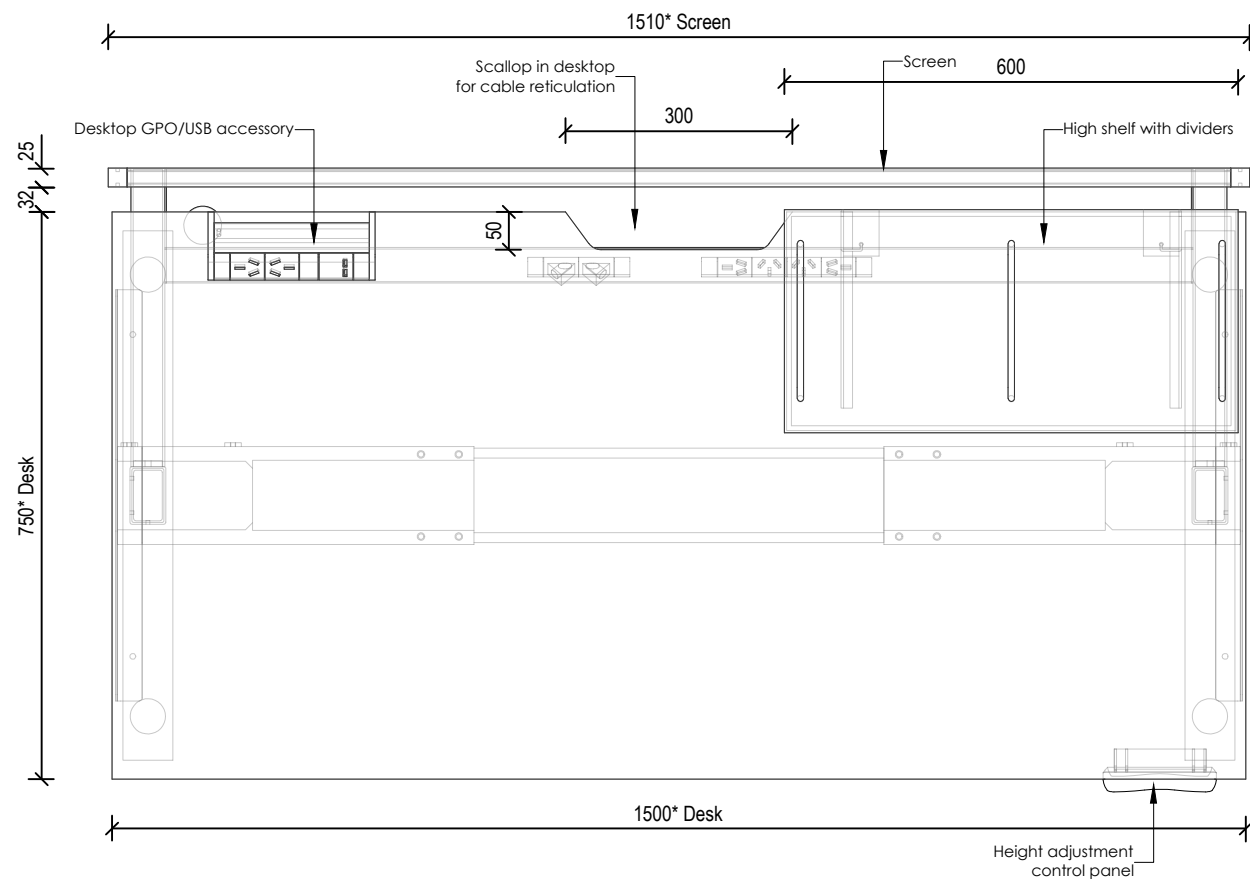 1510* Screen
Scallop in desktop
for cable reticulation
Screen
600
300
Desktop GPO/USB accessory
High shelf with dividers
25
32
50
750* Desk
1500* Desk
Height adjustment
control panel